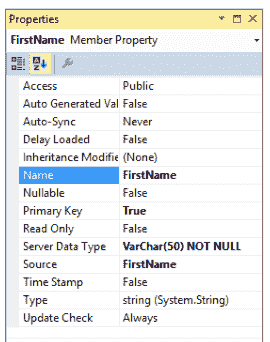 Properties
FirstName Member Property
Access Public
Auto Generated Val False
Auto-Sync Never
Delay Loaded False
Inheritance Modifie (None)
Name FirstName
Nullable False
Primary Key True
Read Only False
Server Data Type VarChar(50) NOT NULL
Source FirstName
Time Stamp False
Type string (System.String)
Update Check Always